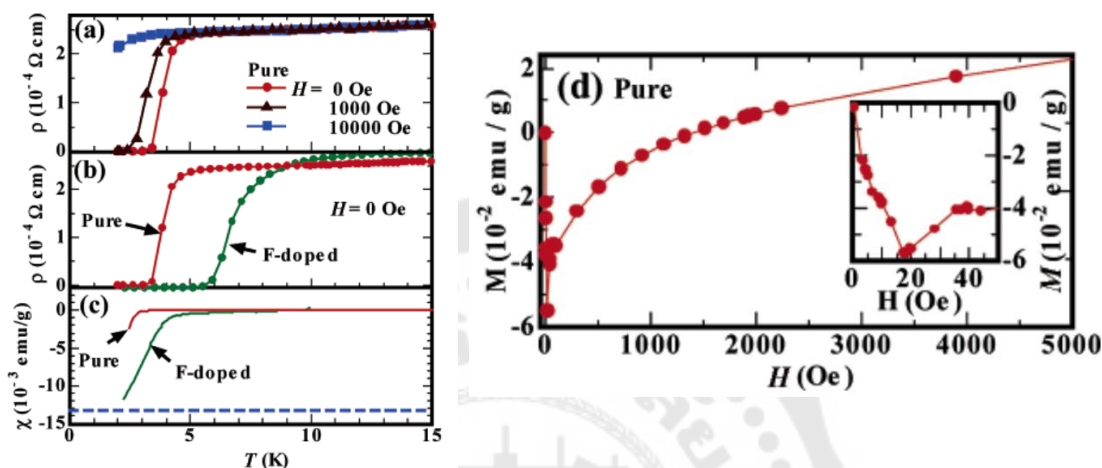 (a)
ρ (10⁻⁴ Ω cm)
2
0
Pure
H = 0 Oe
1000 Oe
10000 Oe
(b)
ρ (10⁻⁴ Ω cm)
2
0
Pure
F-doped
H = 0 Oe
(c)
χ (10⁻³ emu/g)
0
-5
-10
-15
Pure
F-doped
0 5 10 15
T (K)
(d) Pure
M (10⁻² emu / g)
2
0
-2
-4
-6
0 1000 2000 3000 4000 5000
H (Oe)
0
-2
-4
-6
M (10⁻² emu / g)
0 20 40
H (Oe)